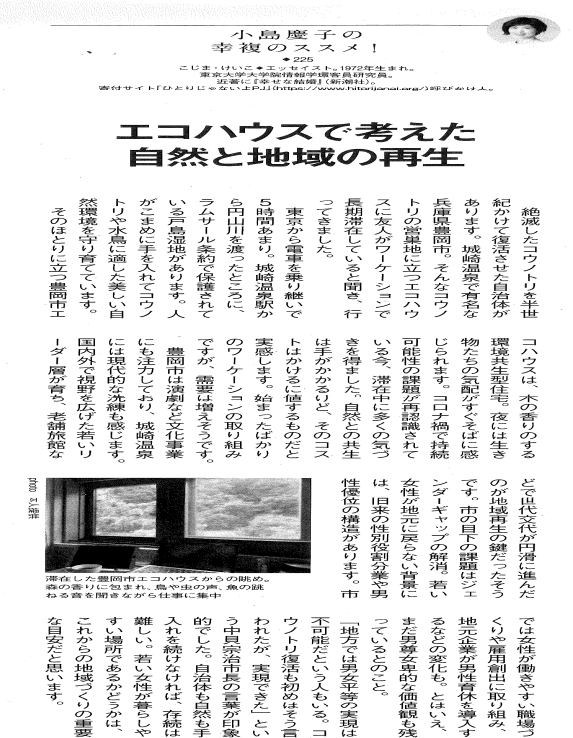 小島慶子の
幸複のススメ！
◆225
こじま・けいこ◆エッセイスト。1972年生まれ。
東京大学大学院情報学環客員研究員。
近著に『幸せな結婚』（新潮社）。
寄付サイト『ひとりじゃないよPJ』(https://www.hitorijanai.org/)呼びかけ人。
エコハウスで考えた
自然と地域の再生
絶滅したコウノトリを半世
紀かけて復活させた自治体が
あります。城崎温泉で有名な
兵庫県豊岡市。そんなコウノ
トリの営巣地に立つエコハウ
スに友人がワーケーションで
長期滞在していると聞き、行
ってきました。
東京から電車を乗り継いで
5時間あまり。城崎温泉駅か
ら円山川を渡ったところに、
ラムサール条約で保護されて
いる戸島湿地があります。人
がこまめに手を入れてコウノ
トリや水鳥に適した美しい自
然環境を守り育てています。
そのほとりに立つ豊岡市エ
コハウスは、木の香りのする
環境共生型住宅。夜には生き
物たちの気配がすぐそばに感
じられます。コロナ禍で持続
可能性の課題が再認識されて
いる今、滞在中に多くの気づ
きを得ました。自然との共生
は手がかかるけど、そのコス
トはかけるに値するものだと
実感します。始まったばかり
のワーケーションの取り組み
ですが、需要は増えそうです。
豊岡市は演劇など文化事業
にも注力しており、城崎温泉
には現代的な洗練も感じます。
国内外で視野を広げた若いリ
ーダー層が育ち、老舗旅館な
どで世代交代が円滑に進んだ
のが地域再生の鍵だったそう
です。市の目下の課題はジェ
ンダーギャップの解消。若い
女性が地元に戻らない背景に
は、旧来の性別役割分業や男
性優位の構造があります。市
では女性が働きやすい職場づ
くりや雇用創出に取り組み、
地元企業が男性育休を導入す
るなどの変化も。とはいえ、
まだ男尊女卑的な価値観も残
っているとのこと。
「地方では男女平等の実現は
不可能だという人もいる。コ
ウノトリ復活も初めはそう言
われたが、実現できた」とい
う中貝宗治市長の言葉が印象
的でした。自治体も自然も手
入れを続けなければ、存続は
難しい。若い女性が暮らしや
すい場所であるかどうかは、
これからの地域づくりの重要
な目安だと思います。
滞在した豊岡市エコハウスからの眺め。
森の香りに包まれ、鳥や虫の声、魚の跳
ねる音を聞きながら仕事に集中
photo 本人提供